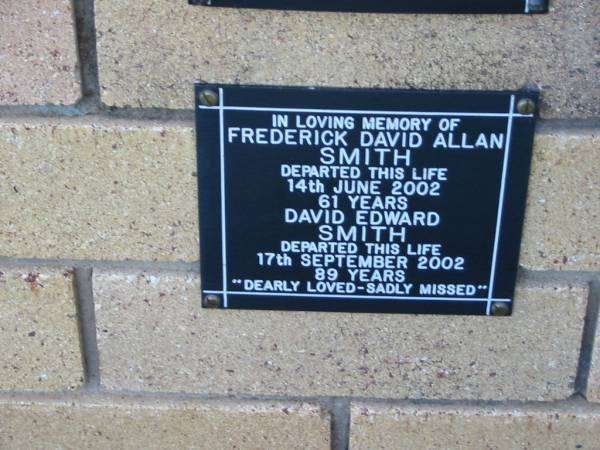 IN LOVING MEMORY OF
FREDERICK DAVID ALLAN
SMITH
DEPARTED THIS LIFE
14th JUNE 2002
61 YEARS
DAVID EDWARD
SMITH
DEPARTED THIS LIFE
17th SEPTEMBER 2002
89 YEARS
"DEARLY LOVED-SADLY MISSED"